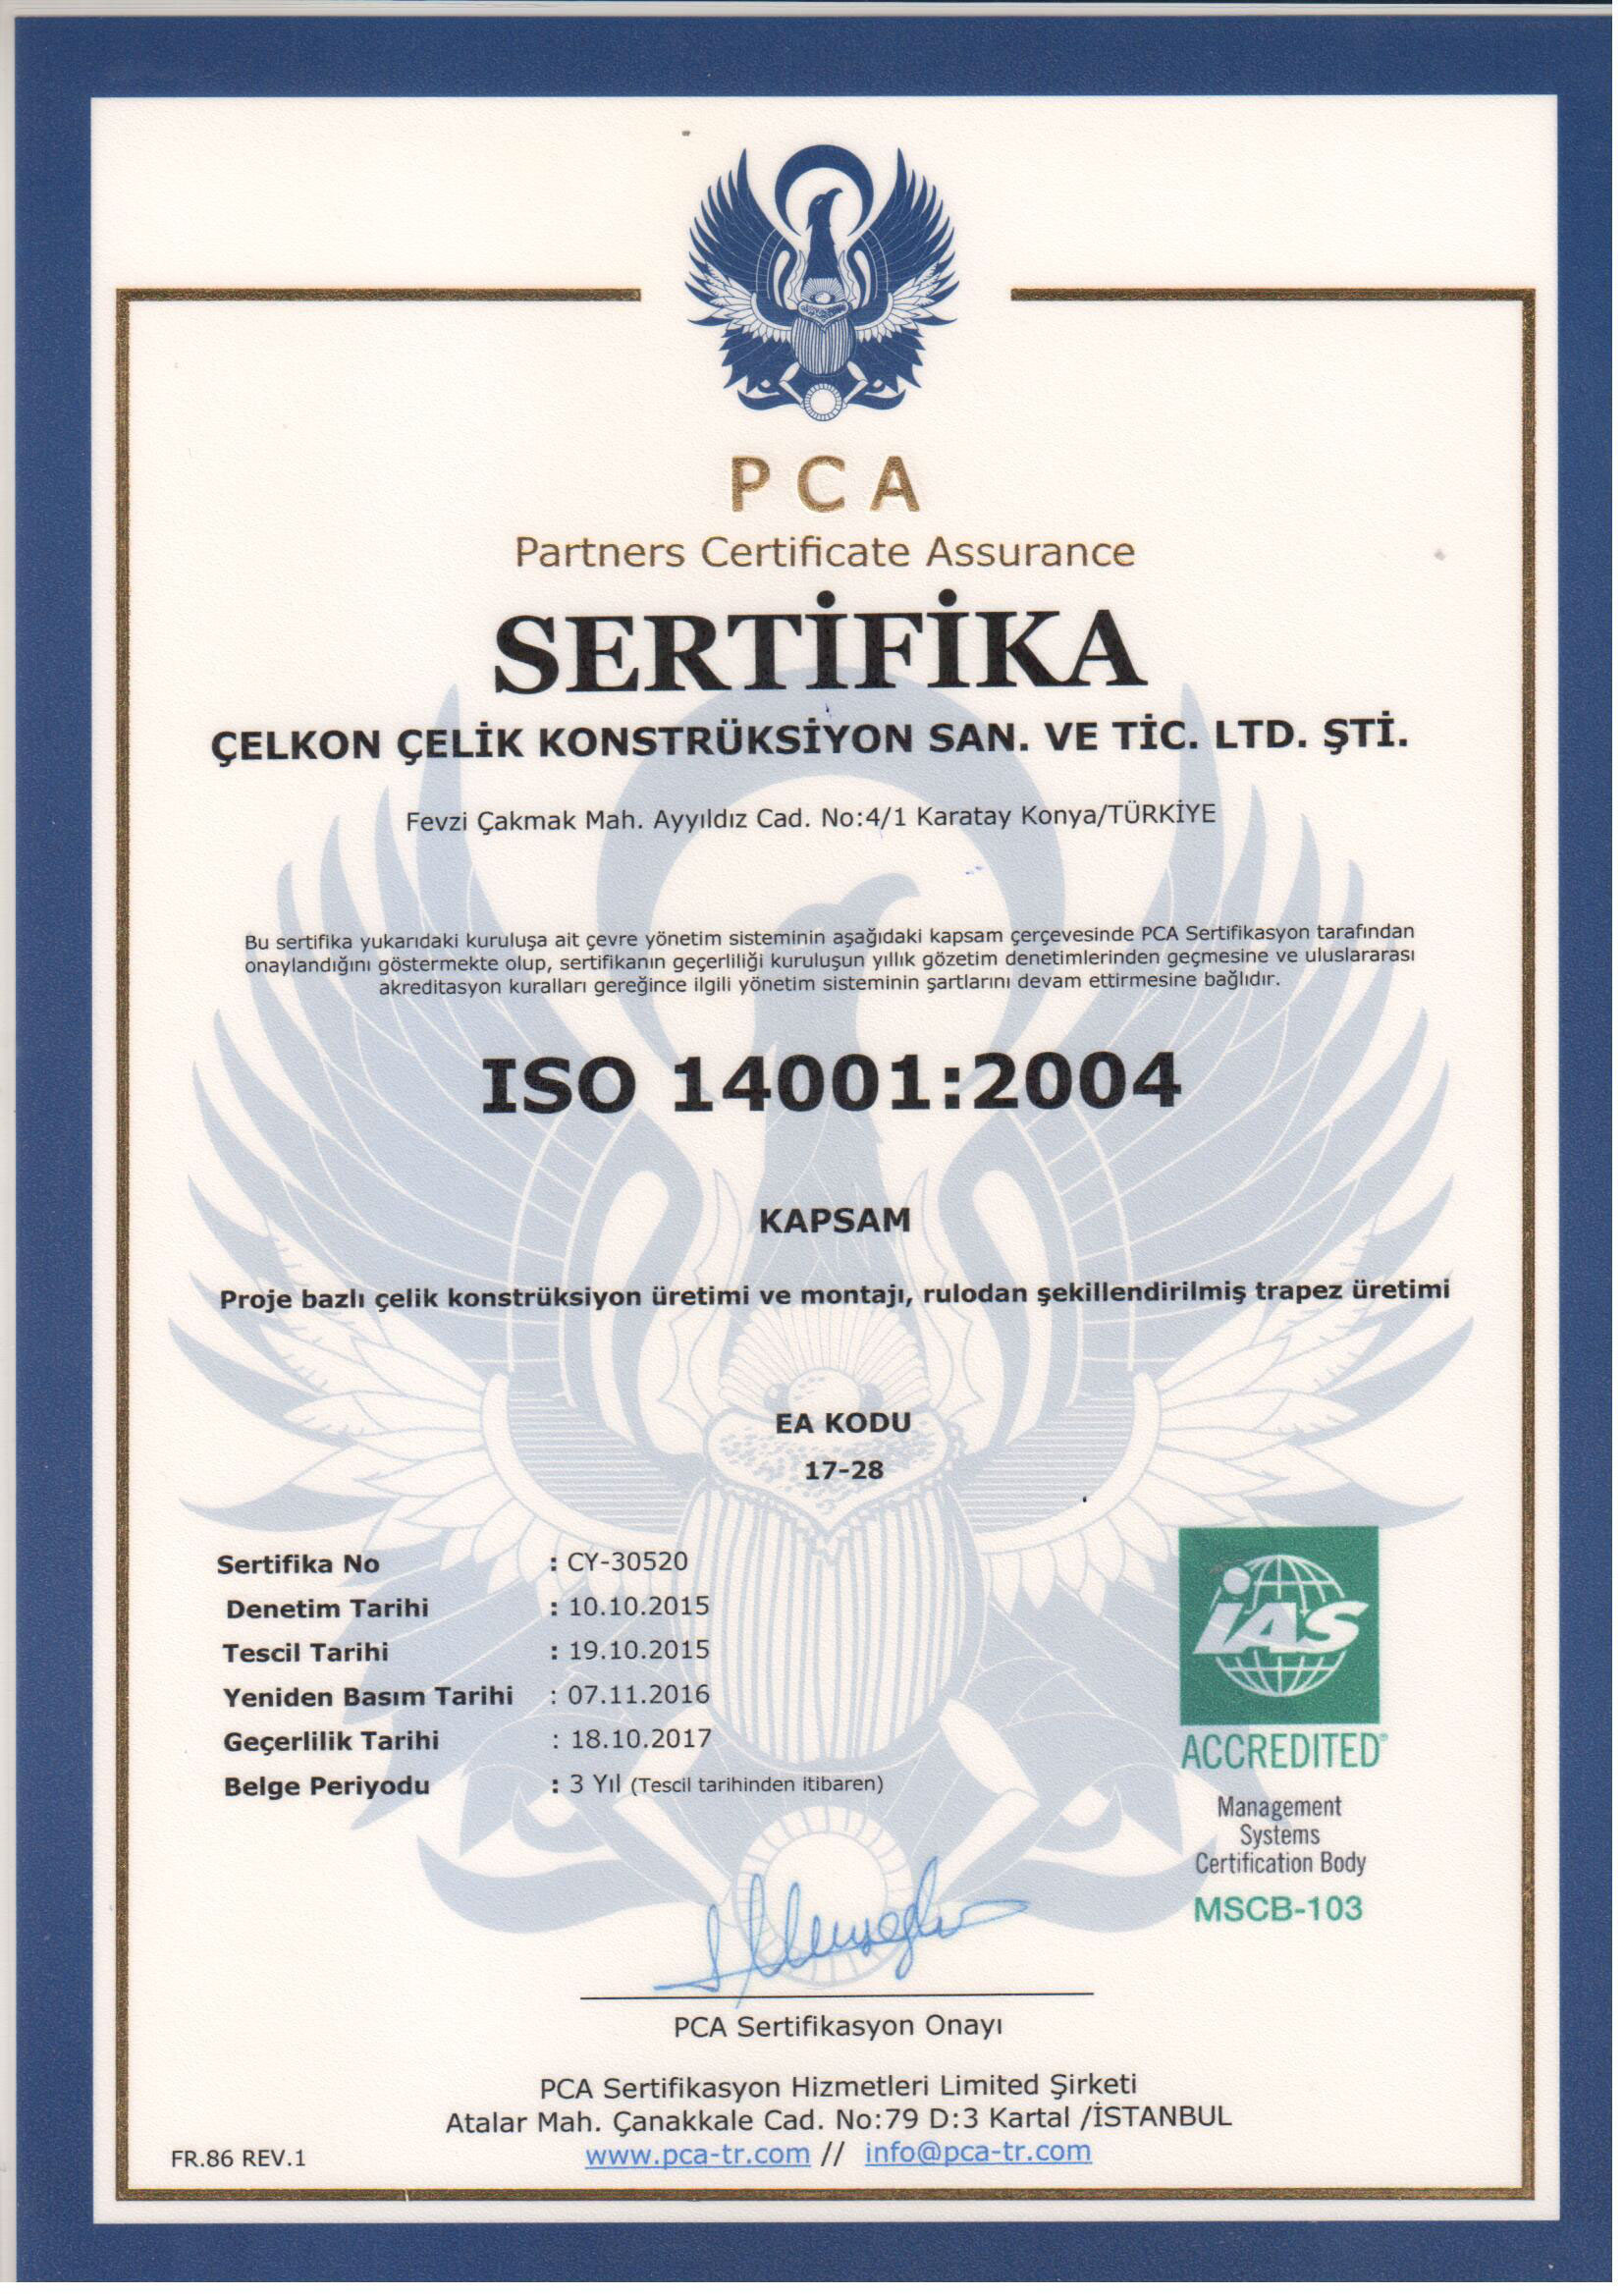 P C A
Partners Certificate Assurance
SERTİFİKA
ÇELKON ÇELİK KONSTRÜKSİYON SAN. VE TİC. LTD. ŞTİ.
Fevzi Çakmak Mah. Ayyıldız Cad. No:4/1 Karatay Konya/TÜRKİYE
Bu sertifika yukarıdaki kuruluşa ait çevre yönetim sisteminin aşağıdaki kapsam çerçevesinde PCA Sertifikasyon tarafından
onaylandığını göstermekte olup, sertifikanın geçerliliği kuruluşun yıllık gözetim denetimlerinden geçmesine ve uluslararası
akreditasyon kuralları gereğince ilgili yönetim sisteminin şartlarını devam ettirmesine bağlıdır.
ISO 14001:2004
KAPSAM
Proje bazlı çelik konstrüksiyon üretimi ve montajı, rulodan şekillendirilmiş trapez üretimi
EA KODU
17-28
Sertifika No : CY-30520
Denetim Tarihi : 10.10.2015
Tescil Tarihi : 19.10.2015
Yeniden Basım Tarihi : 07.11.2016
Geçerlilik Tarihi : 18.10.2017
Belge Periyodu : 3 Yıl (Tescil tarihinden itibaren)
IAS
ACCREDITED®
Management
Systems
Certification Body
MSCB-103
PCA Sertifikasyon Onayı
PCA Sertifikasyon Hizmetleri Limited Şirketi
Atalar Mah. Çanakkale Cad. No:79 D:3 Kartal /İSTANBUL
www.pca-tr.com // info@pca-tr.com
FR.86 REV.1